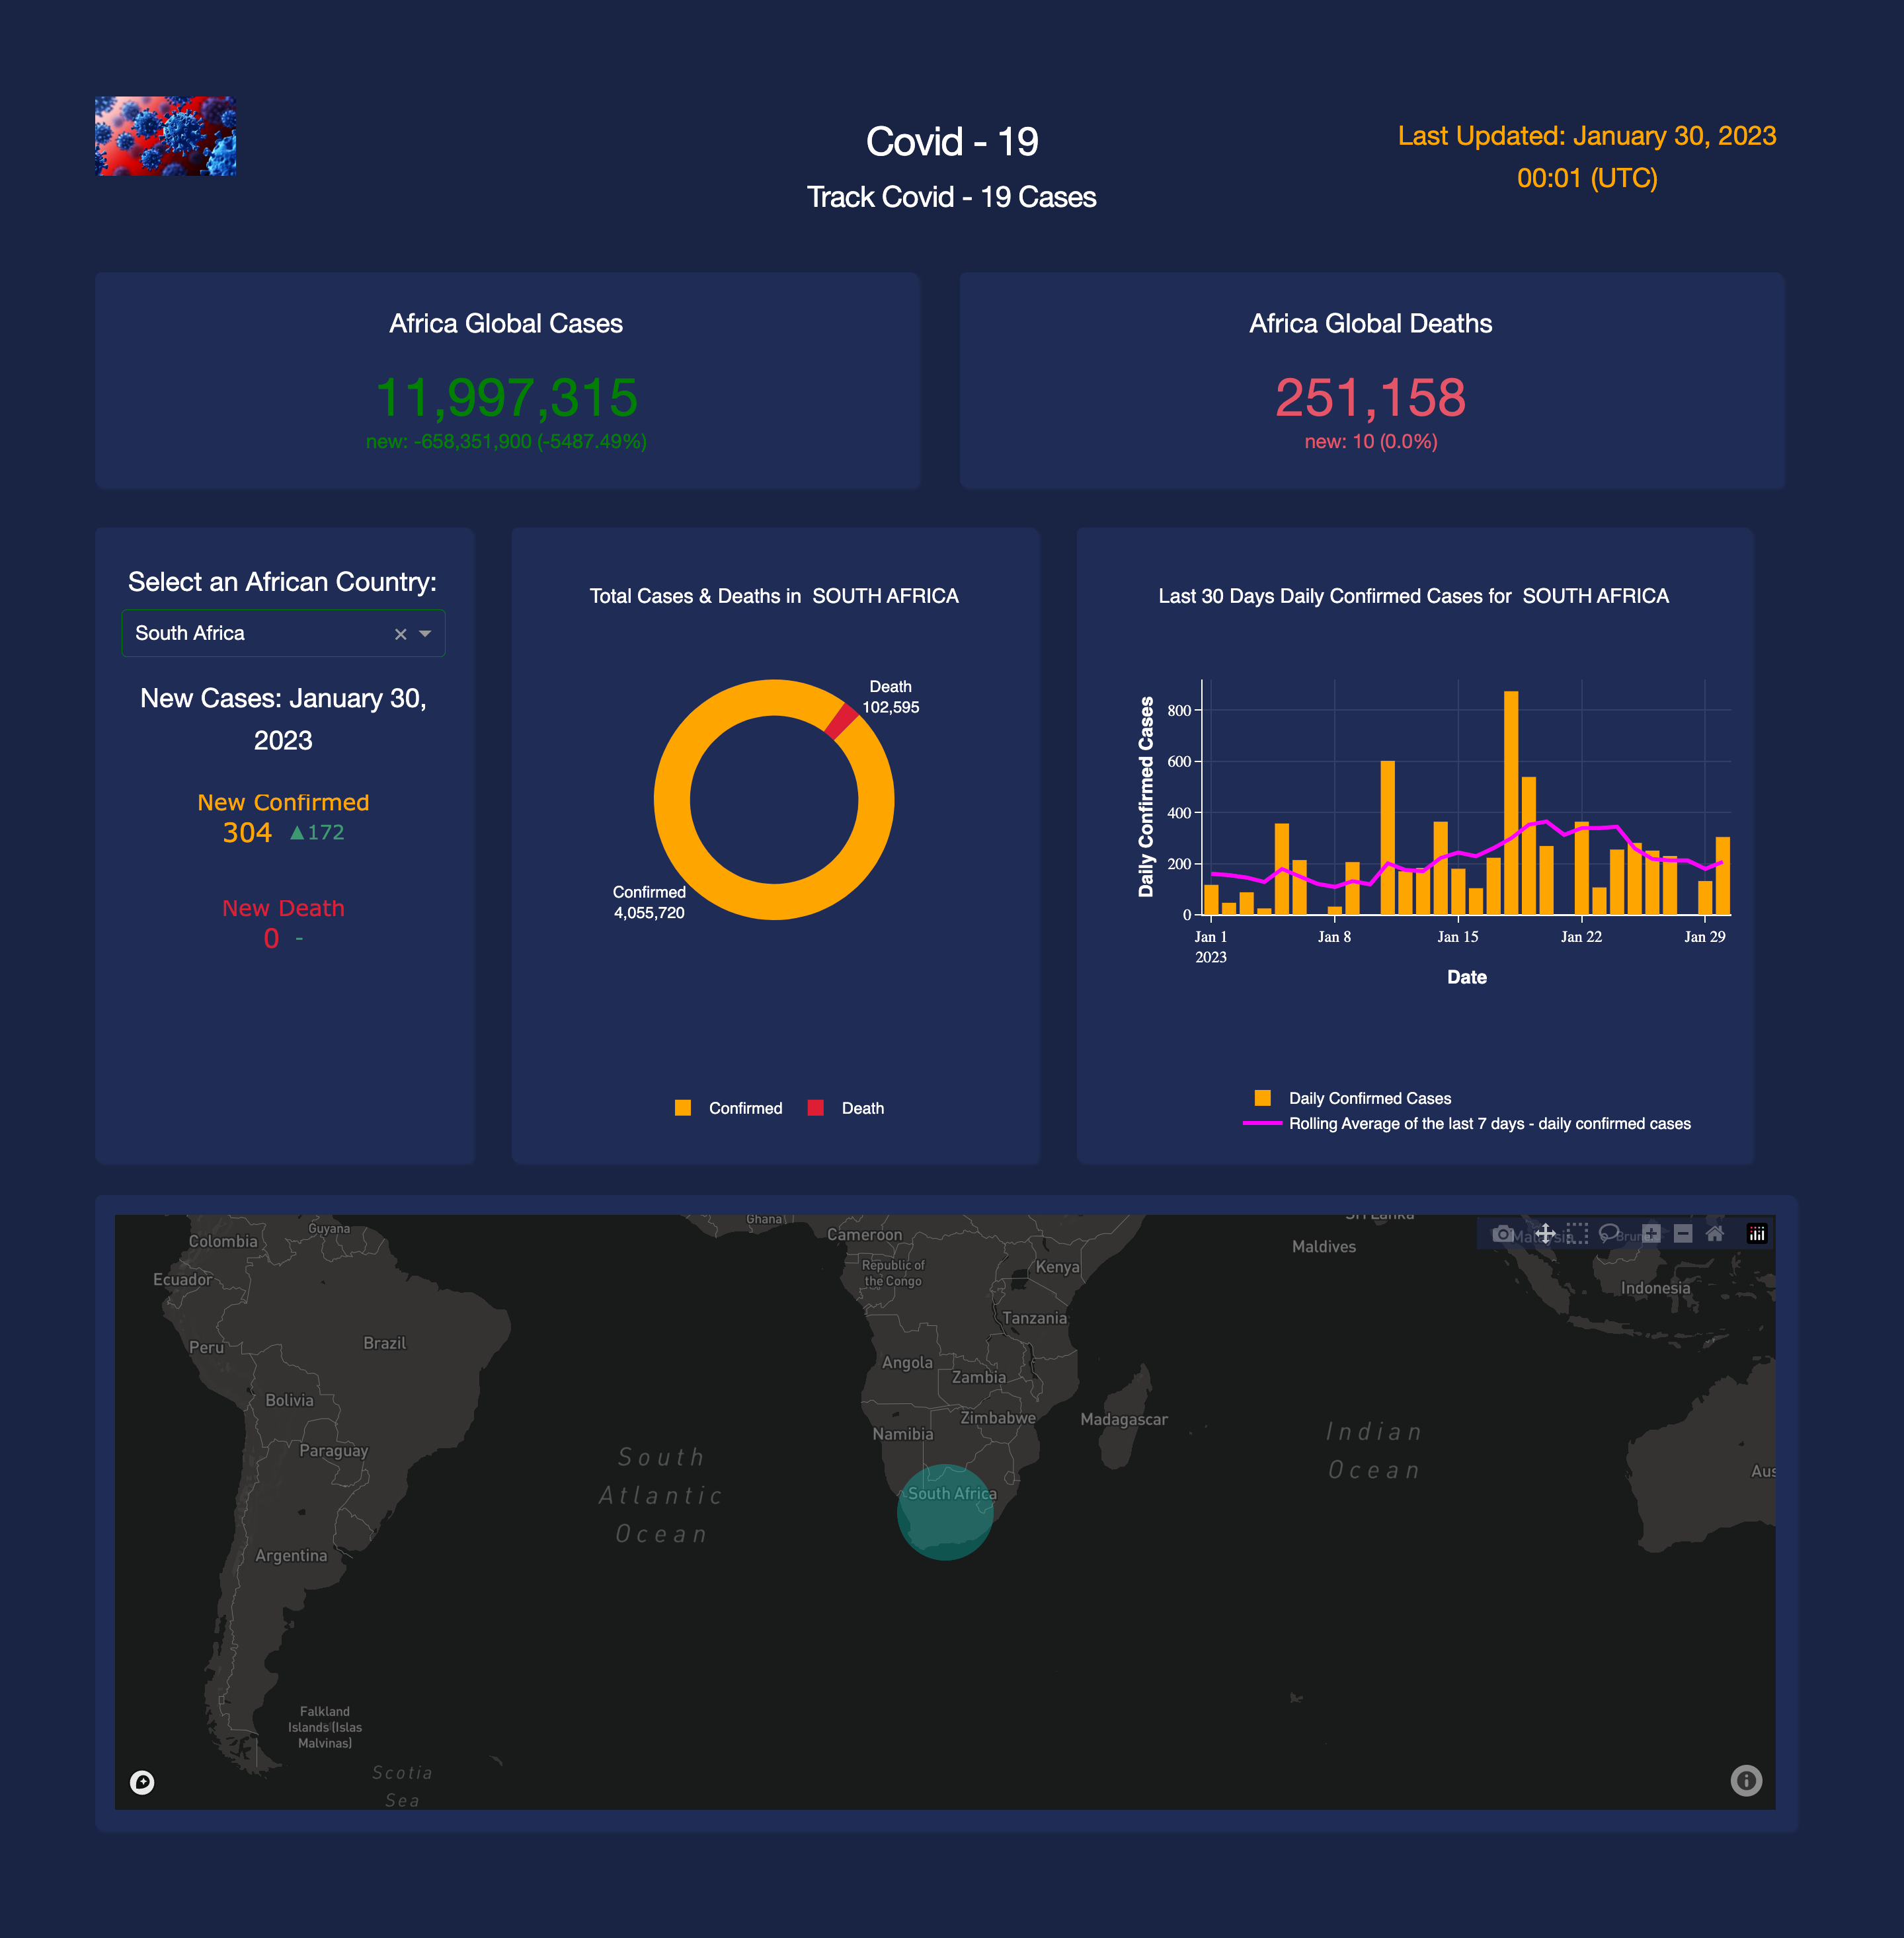 Covid - 19
Track Covid - 19 Cases
Last Updated: January 30, 2023
00:01 (UTC)
Africa Global Cases
11,997,315
new: -658,351,900 (-5487.49%)
Africa Global Deaths
251,158
new: 10 (0.0%)
Select an African Country:
South Africa
New Cases: January 30,
2023
New Confirmed
304 ▲172
New Death
0 -
Total Cases & Deaths in SOUTH AFRICA
Death
102,595
Confirmed
4,055,720
Confirmed
Death
Last 30 Days Daily Confirmed Cases for SOUTH AFRICA
Daily Confirmed Cases
800
600
400
200
0
Jan 1
2023
Jan 8
Jan 15
Jan 22
Jan 29
Date
Daily Confirmed Cases
Rolling Average of the last 7 days - daily confirmed cases
Guyana
Colombia
Ecuador
Peru
Brazil
Bolivia
Paraguay
Argentina
Falkland
Islands (Islas
Malvinas)
Scotia
Sea
South
Atlantic
Ocean
Ghana
Cameroon
Republic of
the Congo
Kenya
Tanzania
Angola
Zambia
Zimbabwe
Namibia
Madagascar
South Africa
Sri Lanka
Maldives
Indian
Ocean
Malaysia
Brun
Indonesia
Aus